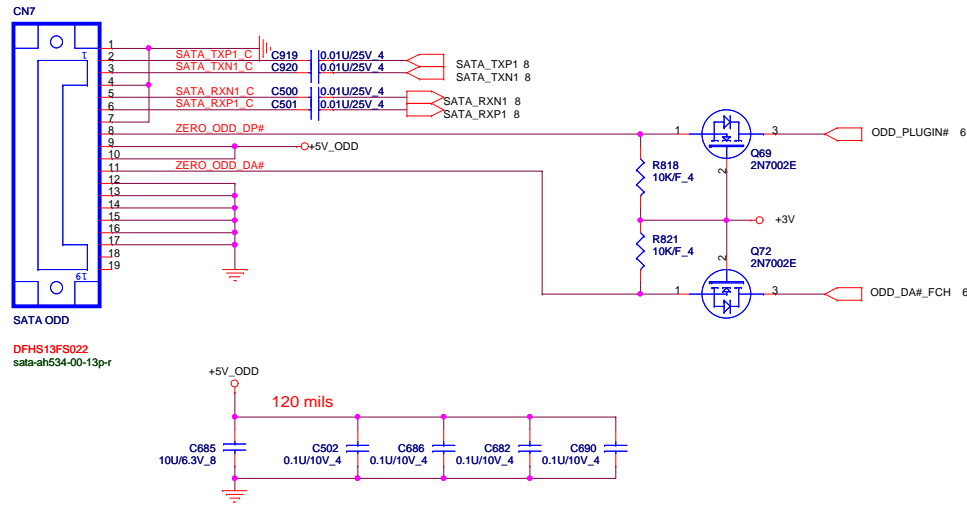 CN7
1
1
2
3
4
5
6
7
8
9
10
11
12
13
14
15
16
17
18
19
19
SATA_TXP1_C C919 0.01U/25V_4 SATA_TXP1 8
SATA_TXN1_C C920 0.01U/25V_4 SATA_TXN1 8
SATA_RXN1_C C500 0.01U/25V_4 SATA_RXN1 8
SATA_RXP1_C C501 0.01U/25V_4 SATA_RXP1 8
ZERO_ODD_DP# 1 3 ODD_PLUGIN# 6
+5V_ODD
Q69
2N7002E
2
ZERO_ODD_DA#
R818
10K/F_4
+3V
R821
10K/F_4
2
Q72
2N7002E
1 3 ODD_DA#_FCH 6
SATA ODD
DFHS13FS022
sata-ah534-00-13p-r
+5V_ODD
120 mils
C685 C502 C686 C682 C690
10U/6.3V_8 0.1U/10V_4 0.1U/10V_4 0.1U/10V_4 0.1U/10V_4